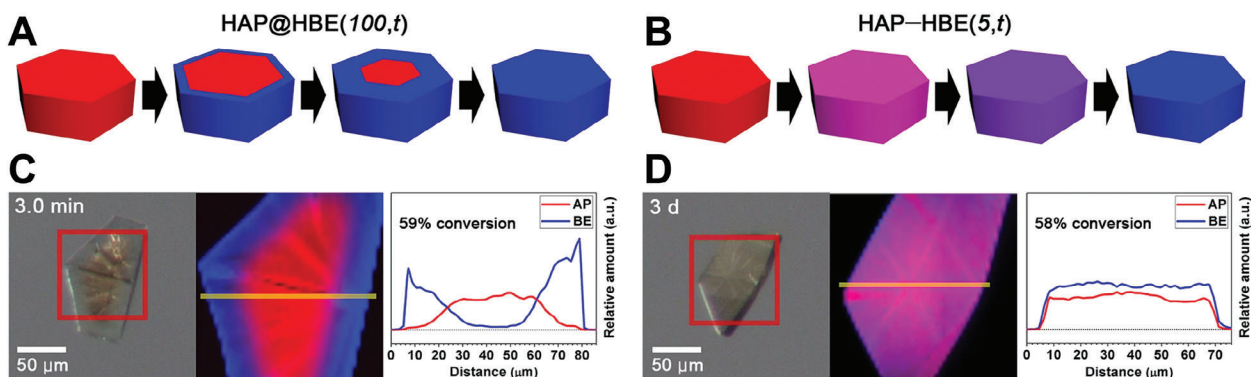 A
HAP@HBE(100,t)
B
HAP–HBE(5,t)
C
3.0 min
50 μm
59% conversion
AP
BE
Relative amount (a.u.)
0 10 20 30 40 50 60 70 80
Distance (μm)
D
3 d
50 μm
58% conversion
AP
BE
Relative amount (a.u.)
0 10 20 30 40 50 60 70
Distance (μm)